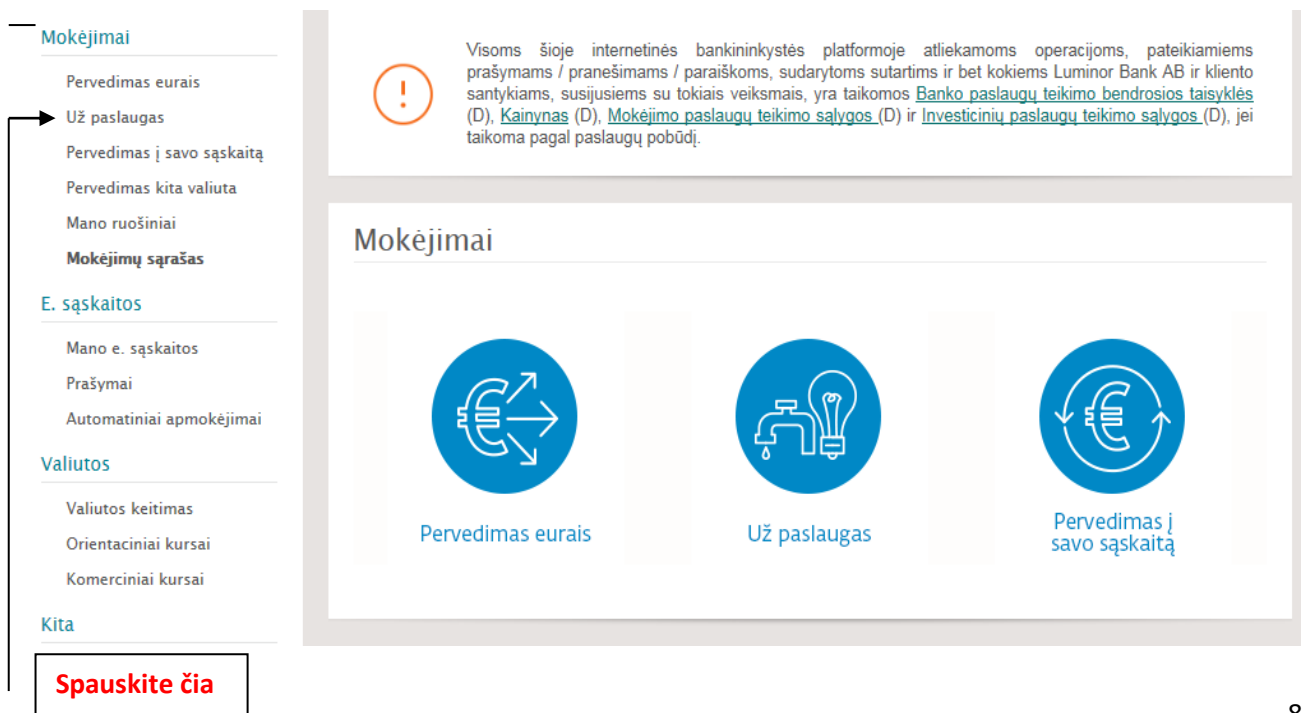 Mokėjimai
Pervedimas eurais
Už paslaugas
Pervedimas į savo sąskaitą
Pervedimas kita valiuta
Mano ruošiniai
Mokėjimų sąrašas
E. sąskaitos
Mano e. sąskaitos
Prašymai
Automatiniai apmokėjimai
Valiutos
Valiutos keitimas
Orientaciniai kursai
Komerciniai kursai
Kita
Spauskite čia
Visoms šioje internetinės bankininkystės platformoje atliekamoms operacijoms, pateikiamiems
prašymams / pranešimams / paraiškoms, sudarytoms sutartims ir bet kokiems Luminor Bank AB ir kliento
santykiams, susijusiems su tokiais veiksmais, yra taikomos Banko paslaugų teikimo bendrosios taisyklės
(D), Kainynas (D), Mokėjimo paslaugų teikimo sąlygos (D) ir Investicinių paslaugų teikimo sąlygos (D), jei
taikoma pagal paslaugų pobūdį.
Mokėjimai
Pervedimas eurais
Už paslaugas
Pervedimas į
savo sąskaitą
8